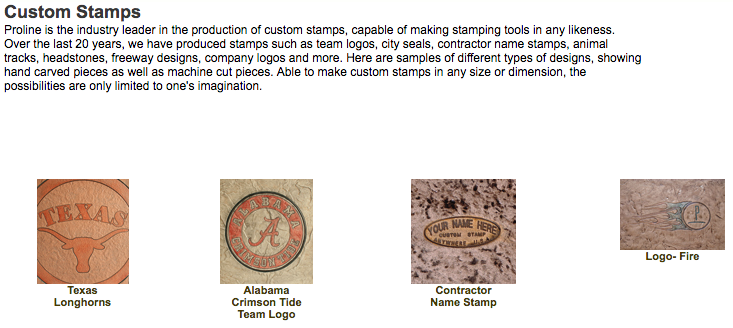 Custom Stamps
Proline is the industry leader in the production of custom stamps, capable of making stamping tools in any likeness.
Over the last 20 years, we have produced stamps such as team logos, city seals, contractor name stamps, animal
tracks, headstones, freeway designs, company logos and more. Here are samples of different types of designs, showing
hand carved pieces as well as machine cut pieces. Able to make custom stamps in any size or dimension, the
possibilities are only limited to one's imagination.
TEXAS
ALABAMA
A
CRIMSON TIDE
YOUR NAME HERE
CUSTOM STAMP
ANYWHERE U.S.A.
P
Texas
Longhorns
Alabama
Crimson Tide
Team Logo
Contractor
Name Stamp
Logo- Fire